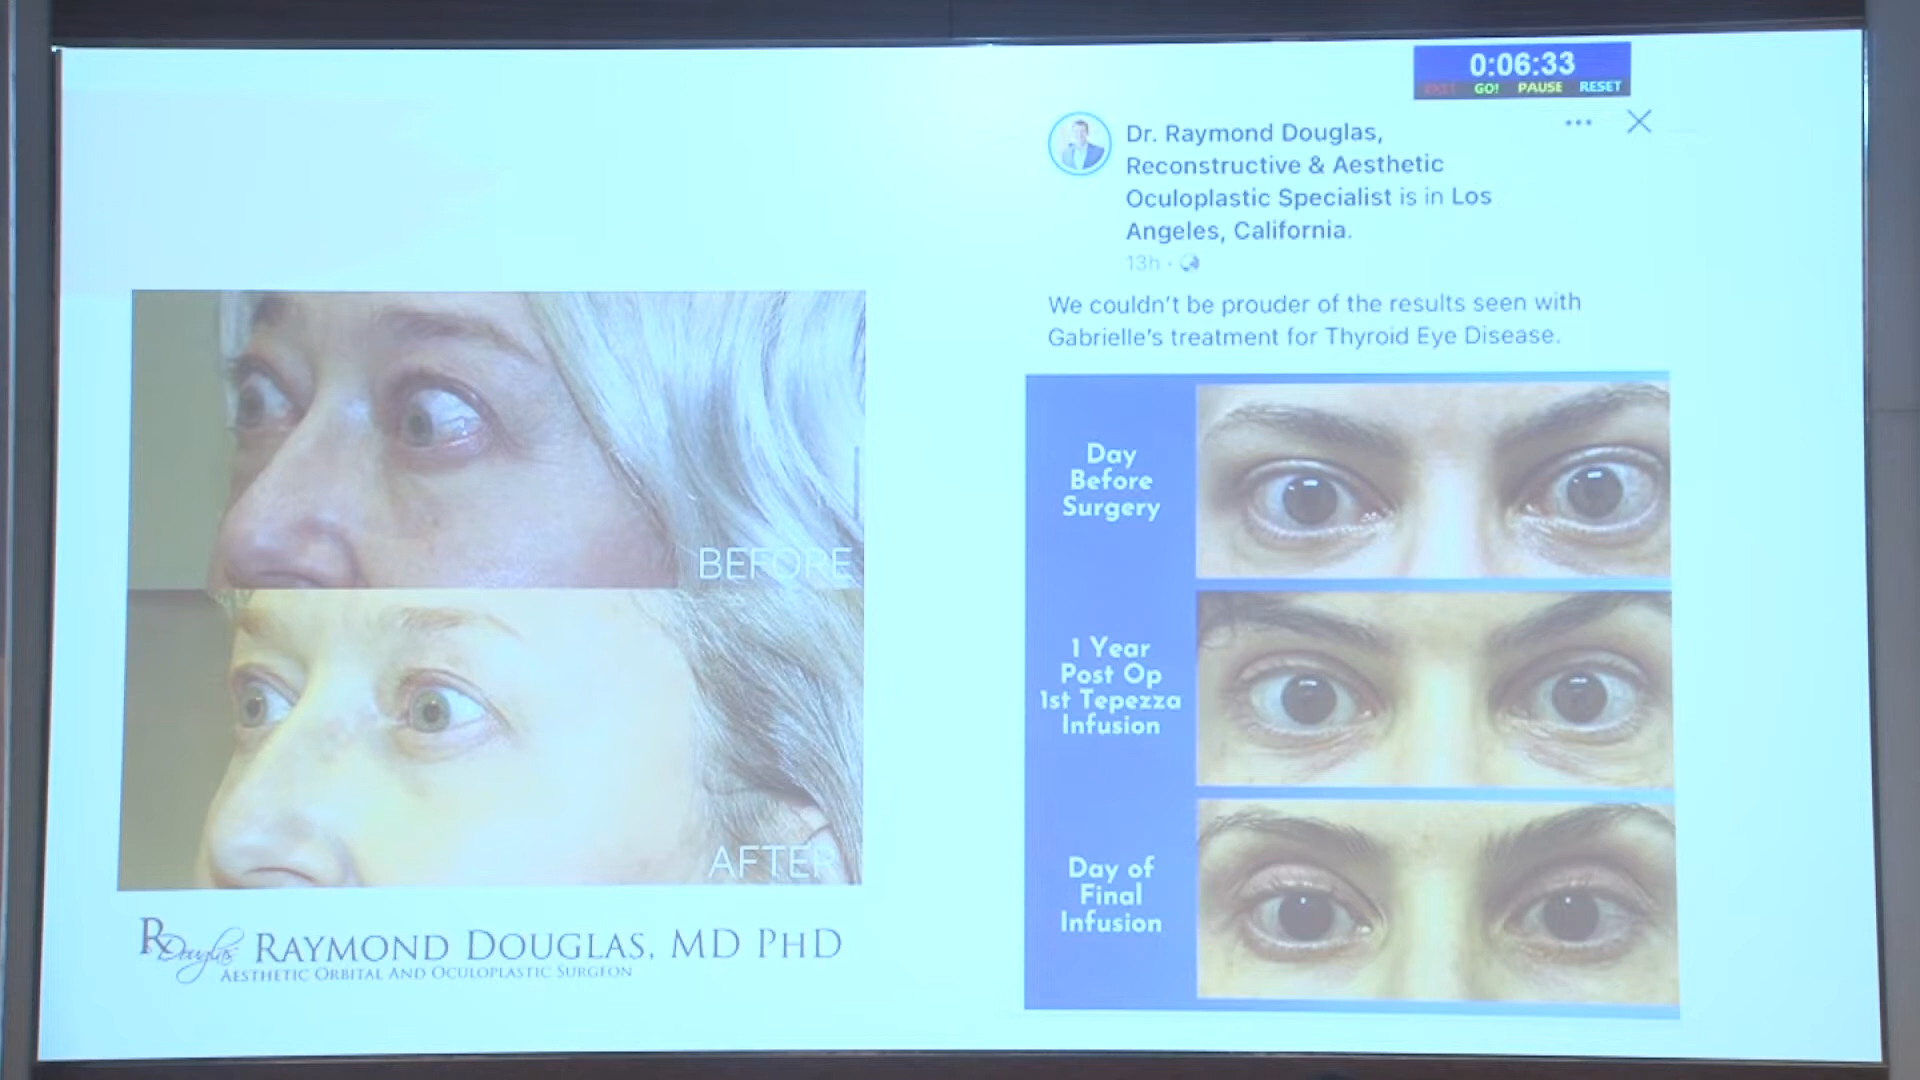 0:06:33
EXIT GO! PAUSE RESET
Dr. Raymond Douglas,
Reconstructive & Aesthetic
Oculoplastic Specialist is in Los
Angeles, California.
13h ·
We couldn't be prouder of the results seen with
Gabrielle's treatment for Thyroid Eye Disease.
BEFORE
AFTER
R Douglas RAYMOND DOUGLAS, MD PHD
AESTHETIC ORBITAL AND OCULOPLASTIC SURGEON
Day
Before
Surgery
1 Year
Post Op
1st Tepezza
Infusion
Day of
Final
Infusion